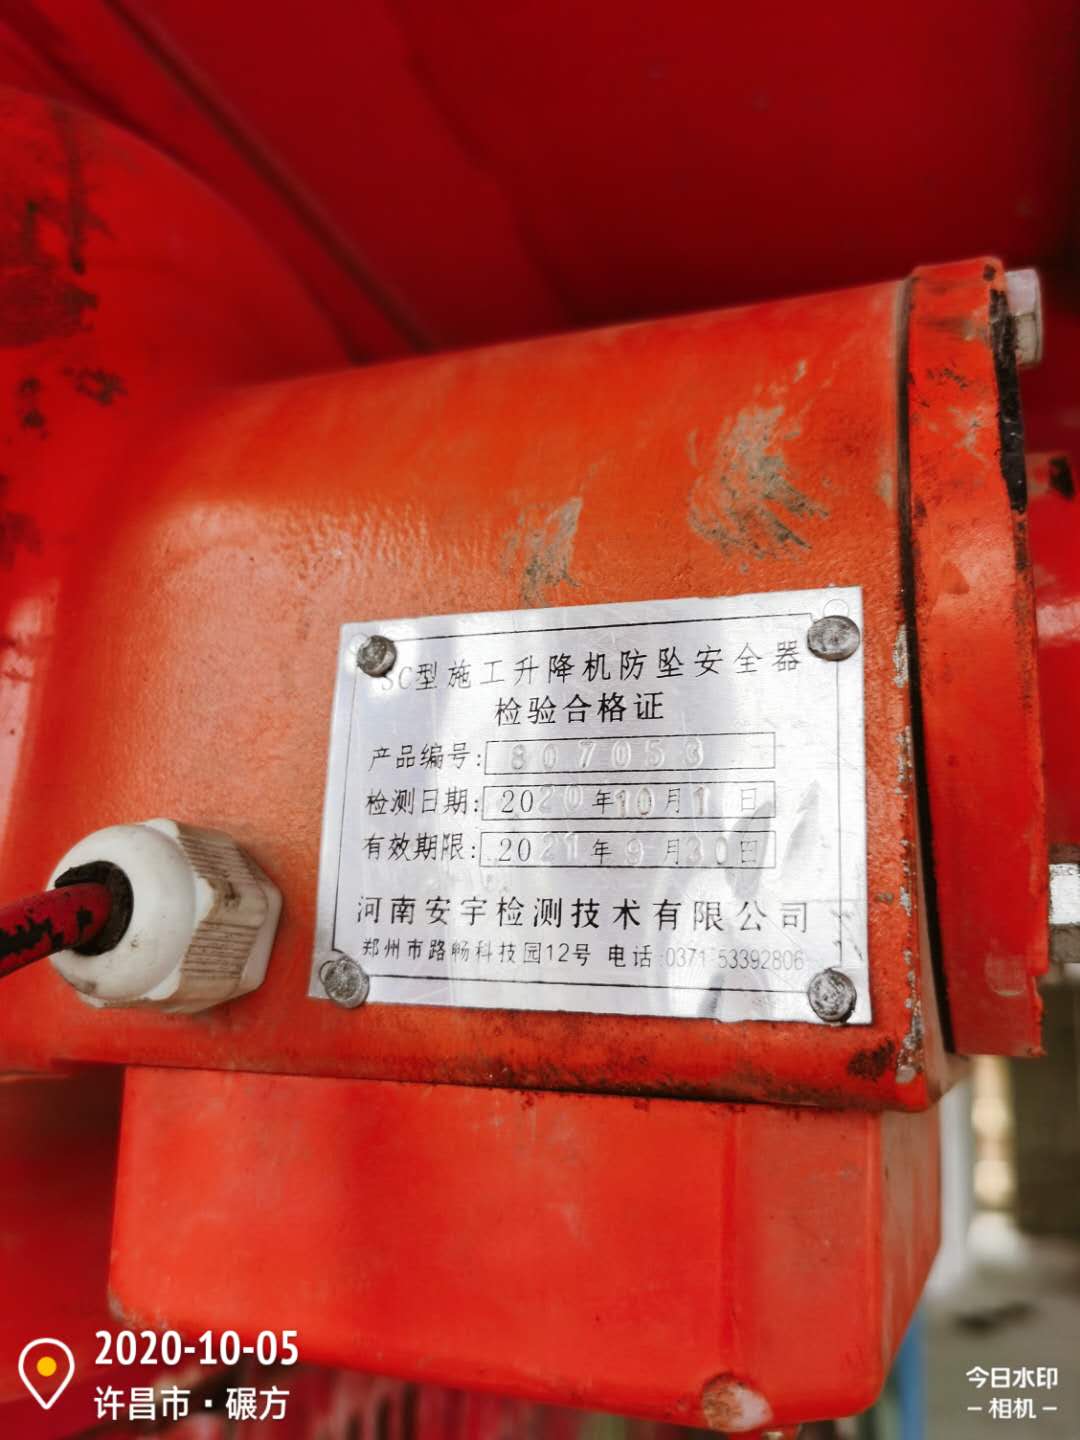 SC型施工升降机防坠安全器
检验合格证
产品编号: 807053
检测日期: 2020年10月1日
有效期限: 2021年9月30日
河南安宇检测技术有限公司
郑州市路畅科技园12号 电话:0371-53392806
2020-10-05
许昌市·碾方
今日水印
-相机-